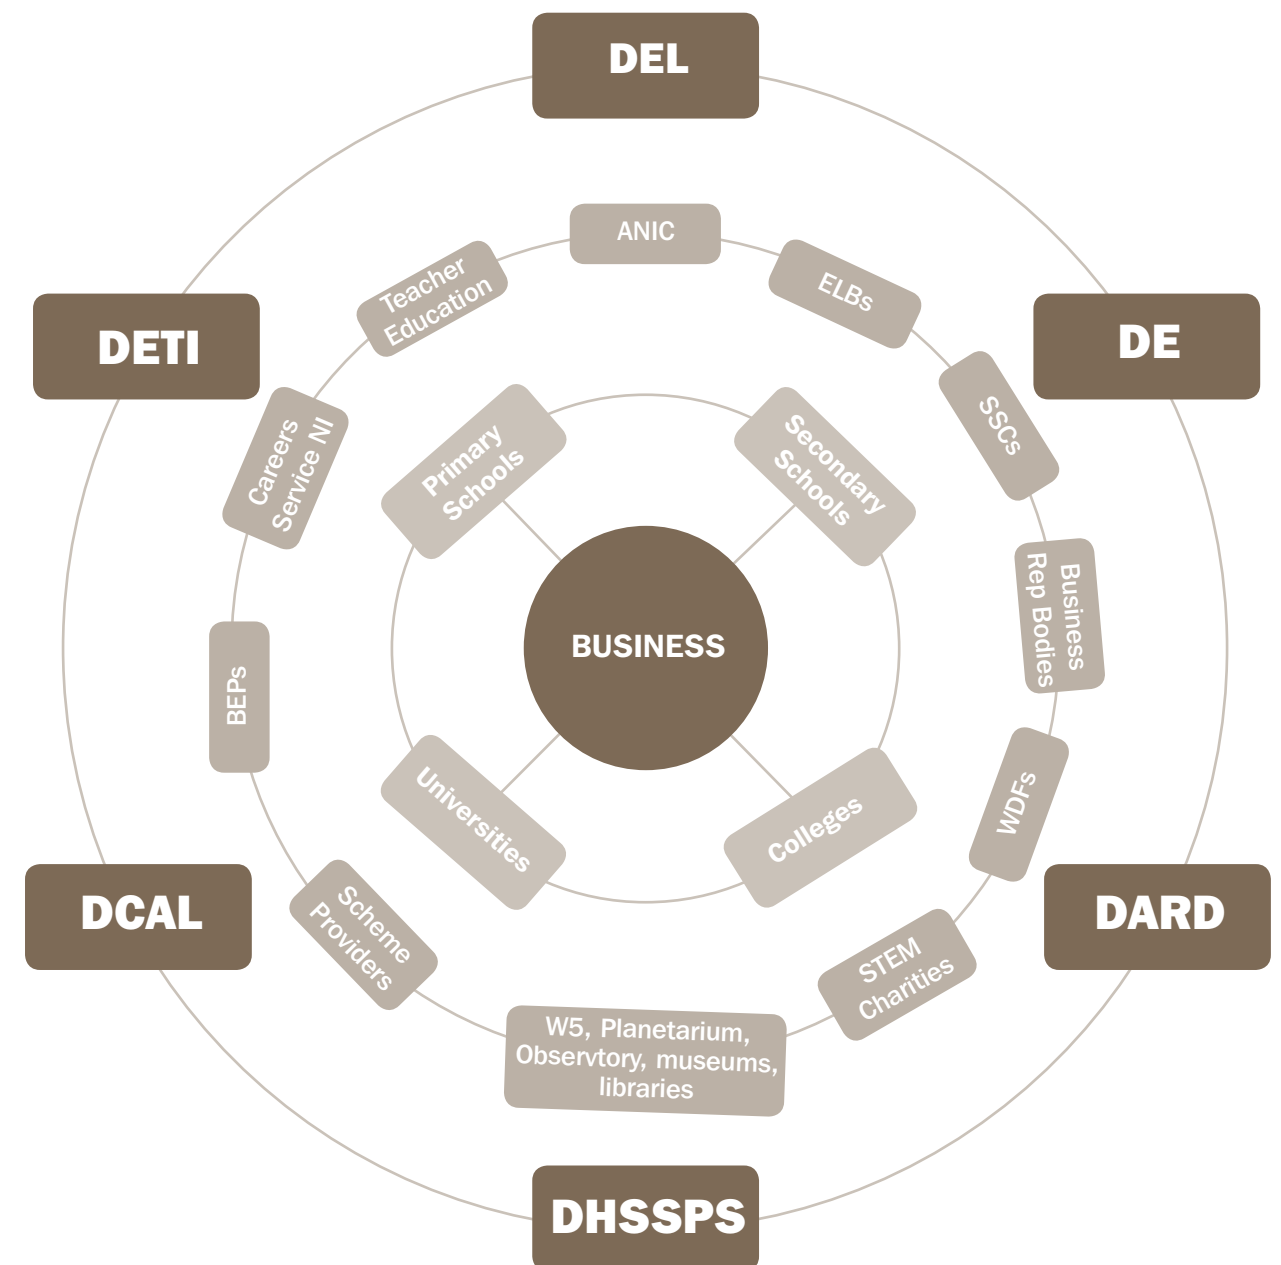 DEL
ANIC
Teacher
Education
ELBs
DETI
DE
Careers
Service NI
SSCs
Primary
Schools
Secondary
Schools
Business
Rep Bodies
BUSINESS
BEPs
WDFs
Universities
Colleges
DCAL
DARD
Scheme
Providers
STEM
Charities
W5, Planetarium,
Observtory, museums,
libraries
DHSSPS